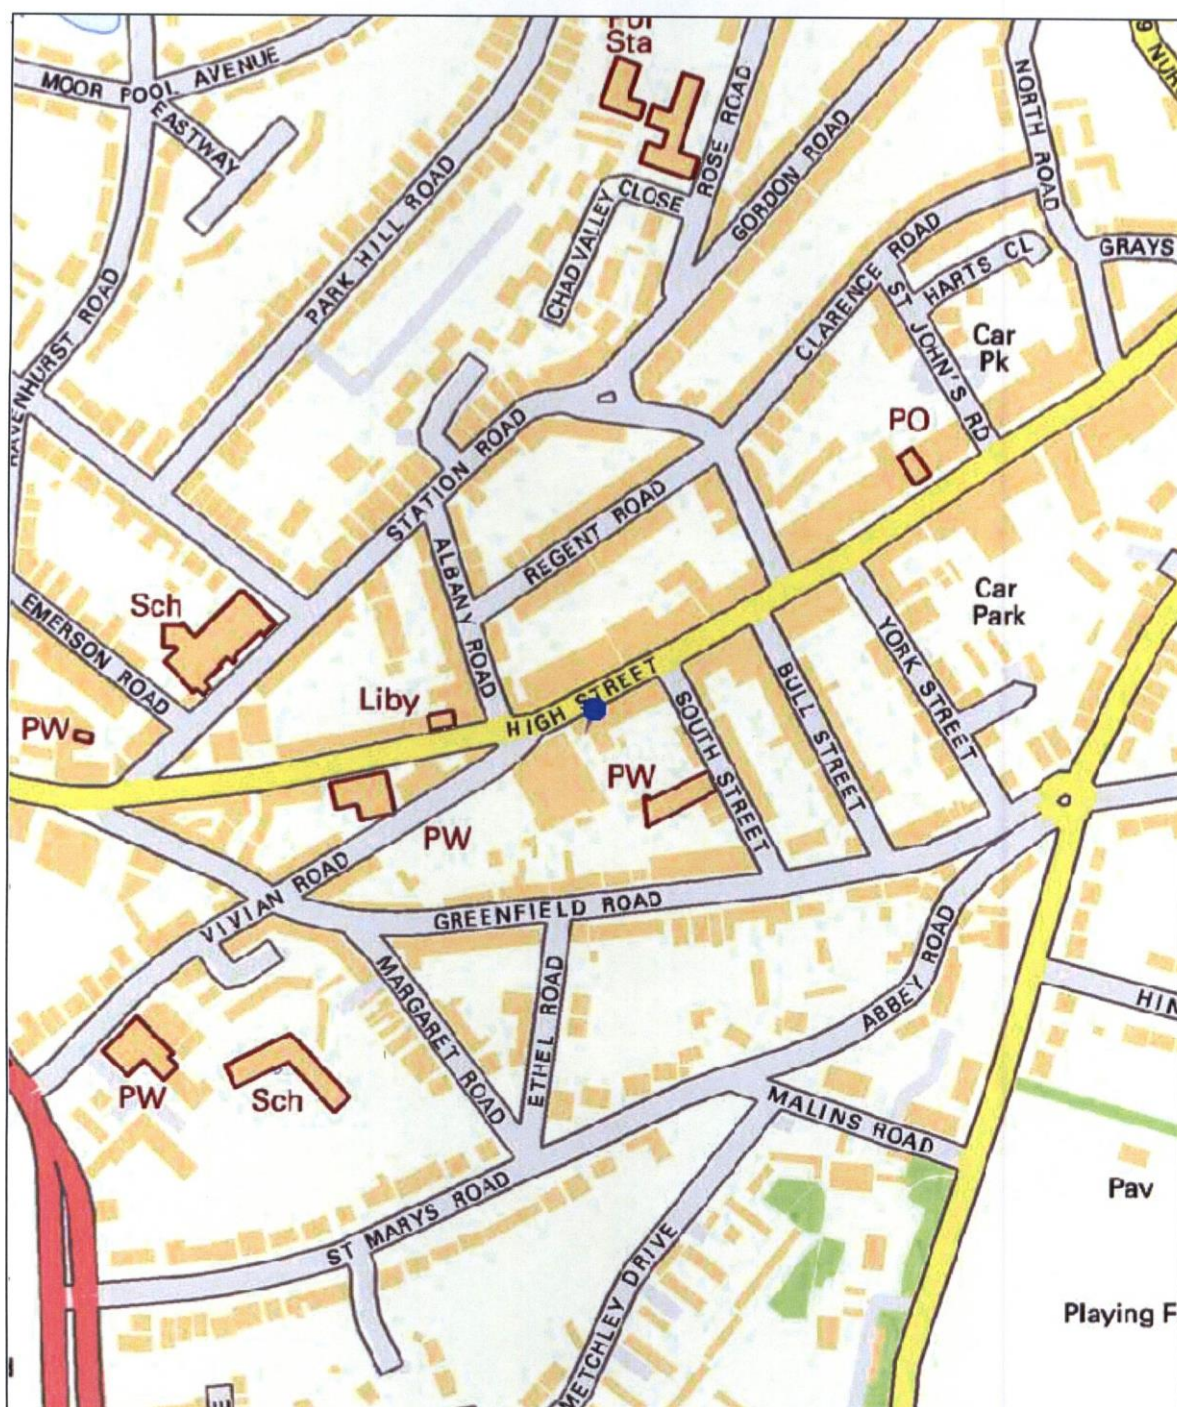 Sta
MOOR POOL AVENUE
EASTWAY
PARK HILL ROAD
ROSE ROAD
GORDON ROAD
NORTH ROAD
CHAD VALLEY CLOSE
CLARENCE ROAD
HARTS CL
GRAYS
ST JOHN'S RD
Car
Pk
PO
STATION ROAD
REGENT ROAD
ALBANY ROAD
Sch
EMERSON ROAD
Car
Park
YORK STREET
BULL STREET
SOUTH STREET
HIGH STREET
Liby
PW
PW
PW
VIVIAN ROAD
GREENFIELD ROAD
MARGARET ROAD
ETHEL ROAD
ABBEY ROAD
HIN
PW
Sch
MALINS ROAD
Pav
ST MARYS ROAD
METCHLEY DRIVE
Playing F